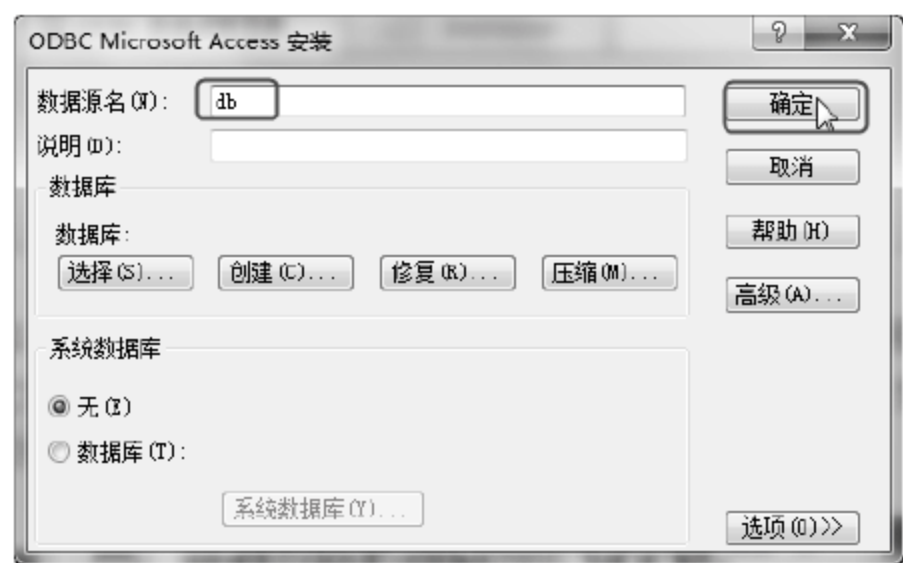 ODBC Microsoft Access 安装
数据源名(N): db
确定
说明(D):
取消
数据库
数据库:
帮助(H)
选择(S)... 创建(C)... 修复(R)... 压缩(M)...
高级(A)...
系统数据库
无(E)
数据库(T):
系统数据库(Y)...
选项(O)>>